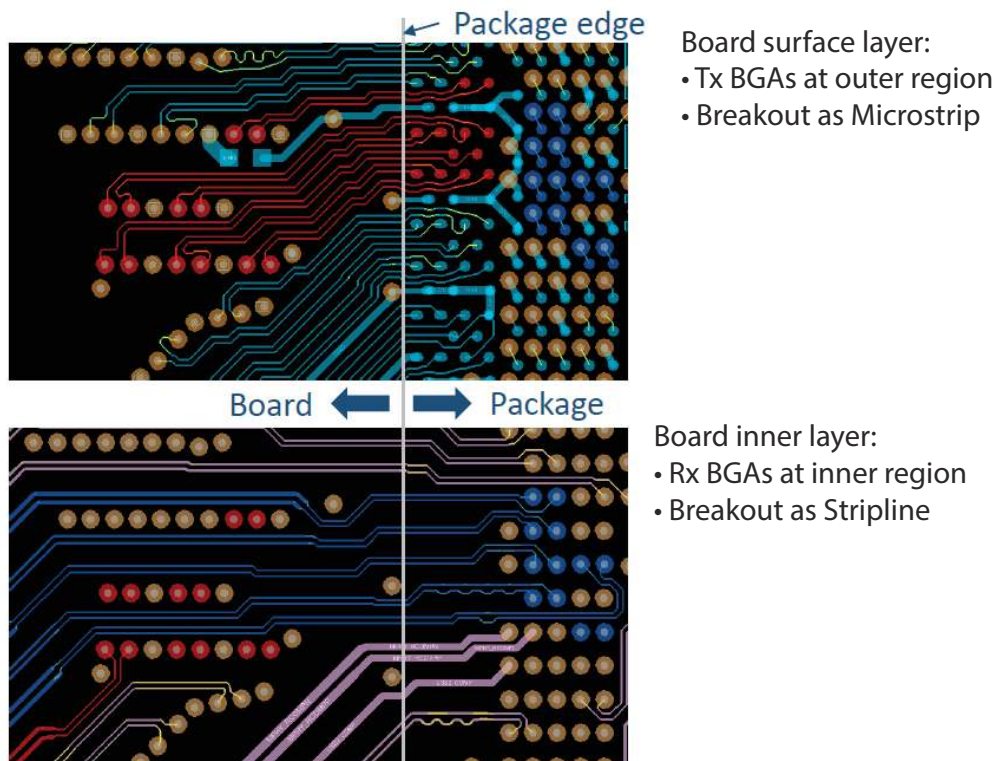 Package edge
Board surface layer:
• Tx BGAs at outer region
• Breakout as Microstrip
Board
Package
Board inner layer:
• Rx BGAs at inner region
• Breakout as Stripline